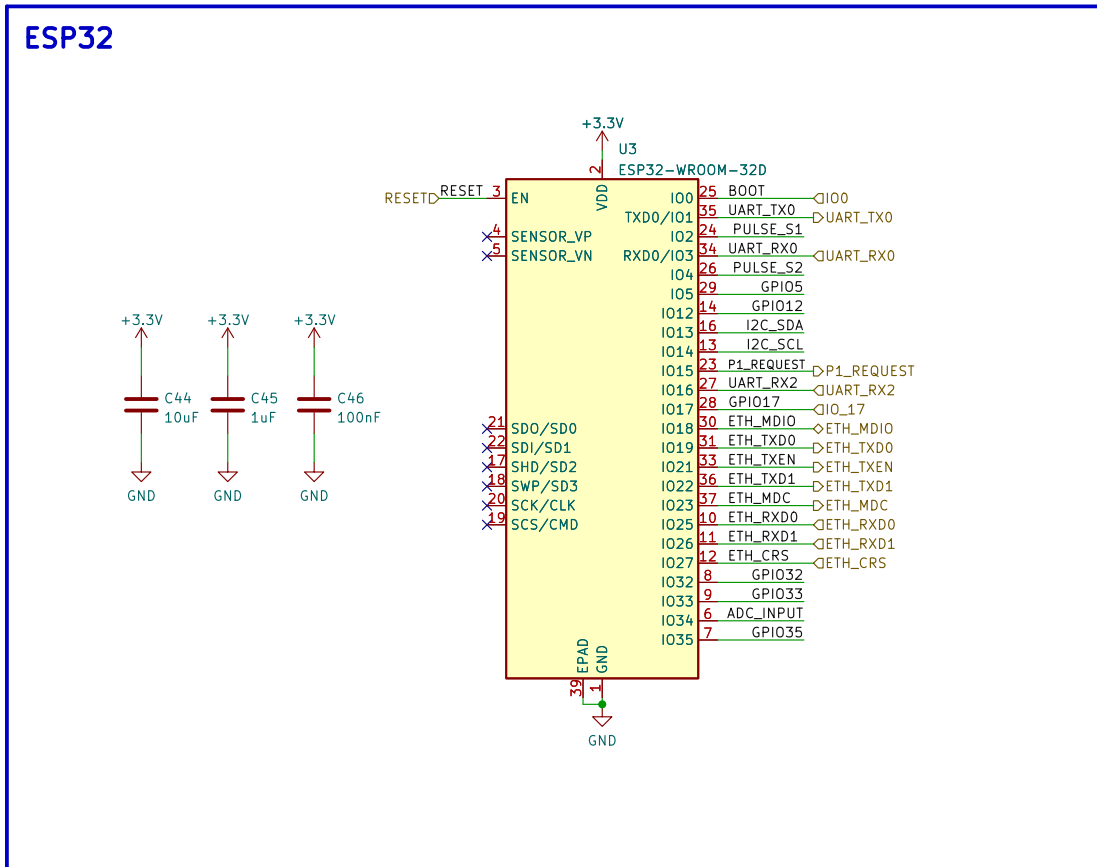 ESP32
+3.3V
U3
ESP32-WROOM-32D
2
VDD
RESET RESET 3 EN
4 SENSOR_VP
5 SENSOR_VN
21 SDO/SD0
22 SDI/SD1
17 SHD/SD2
18 SWP/SD3
20 SCK/CLK
19 SCS/CMD
IO0 25 BOOT IO0
TXD0/IO1 35 UART_TX0 UART_TX0
IO2 24 PULSE_S1
RXD0/IO3 34 UART_RX0 UART_RX0
IO4 26 PULSE_S2
IO5 29 GPIO5
IO12 14 GPIO12
IO13 16 I2C_SDA
IO14 13 I2C_SCL
IO15 23 P1_REQUEST P1_REQUEST
IO16 27 UART_RX2 UART_RX2
IO17 28 GPIO17 IO_17
IO18 30 ETH_MDIO ETH_MDIO
IO19 31 ETH_TXD0 ETH_TXD0
IO21 33 ETH_TXEN ETH_TXEN
IO22 36 ETH_TXD1 ETH_TXD1
IO23 37 ETH_MDC ETH_MDC
IO25 10 ETH_RXD0 ETH_RXD0
IO26 11 ETH_RXD1 ETH_RXD1
IO27 12 ETH_CRS ETH_CRS
IO32 8 GPIO32
IO33 9 GPIO33
IO34 6 ADC_INPUT
IO35 7 GPIO35
EPAD GND
39 1
GND
+3.3V +3.3V +3.3V
C44 C45 C46
10uF 1uF 100nF
GND GND GND